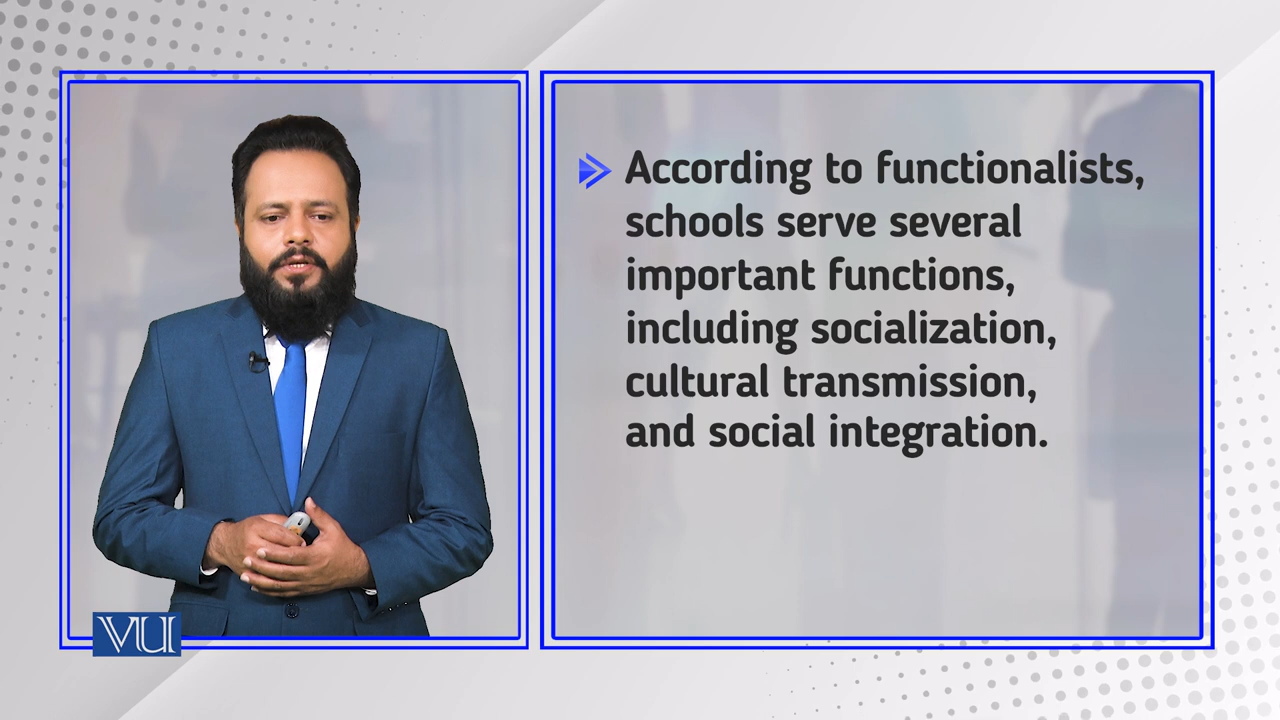 According to functionalists,
schools serve several
important functions,
including socialization,
cultural transmission,
and social integration.
VU